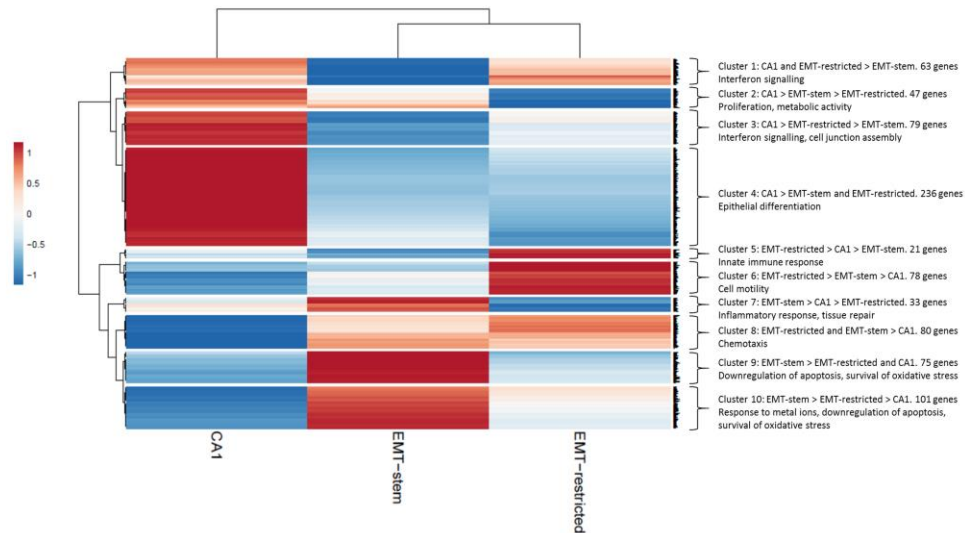 Cluster 1: CA1 and EMT-restricted > EMT-stem. 63 genes
Interferon signalling
Cluster 2: CA1 > EMT-stem > EMT-restricted. 47 genes
Proliferation, metabolic activity
Cluster 3: CA1 > EMT-restricted > EMT-stem. 79 genes
Interferon signalling, cell junction assembly
1
0.5
0
−0.5
−1
Cluster 4: CA1 > EMT-stem and EMT-restricted. 236 genes
Epithelial differentiation
Cluster 5: EMT-restricted > CA1 > EMT-stem. 21 genes
Innate immune response
Cluster 6: EMT-restricted > EMT-stem > CA1. 78 genes
Cell motility
Cluster 7: EMT-stem > CA1 > EMT-restricted. 33 genes
Inflammatory response, tissue repair
Cluster 8: EMT-restricted and EMT-stem > CA1. 80 genes
Chemotaxis
Cluster 9: EMT-stem > EMT-restricted and CA1. 75 genes
Downregulation of apoptosis, survival of oxidative stress
Cluster 10: EMT-stem > EMT-restricted > CA1. 101 genes
Response to metal ions, downregulation of apoptosis,
survival of oxidative stress
CA1
EMT−stem
EMT−restricted